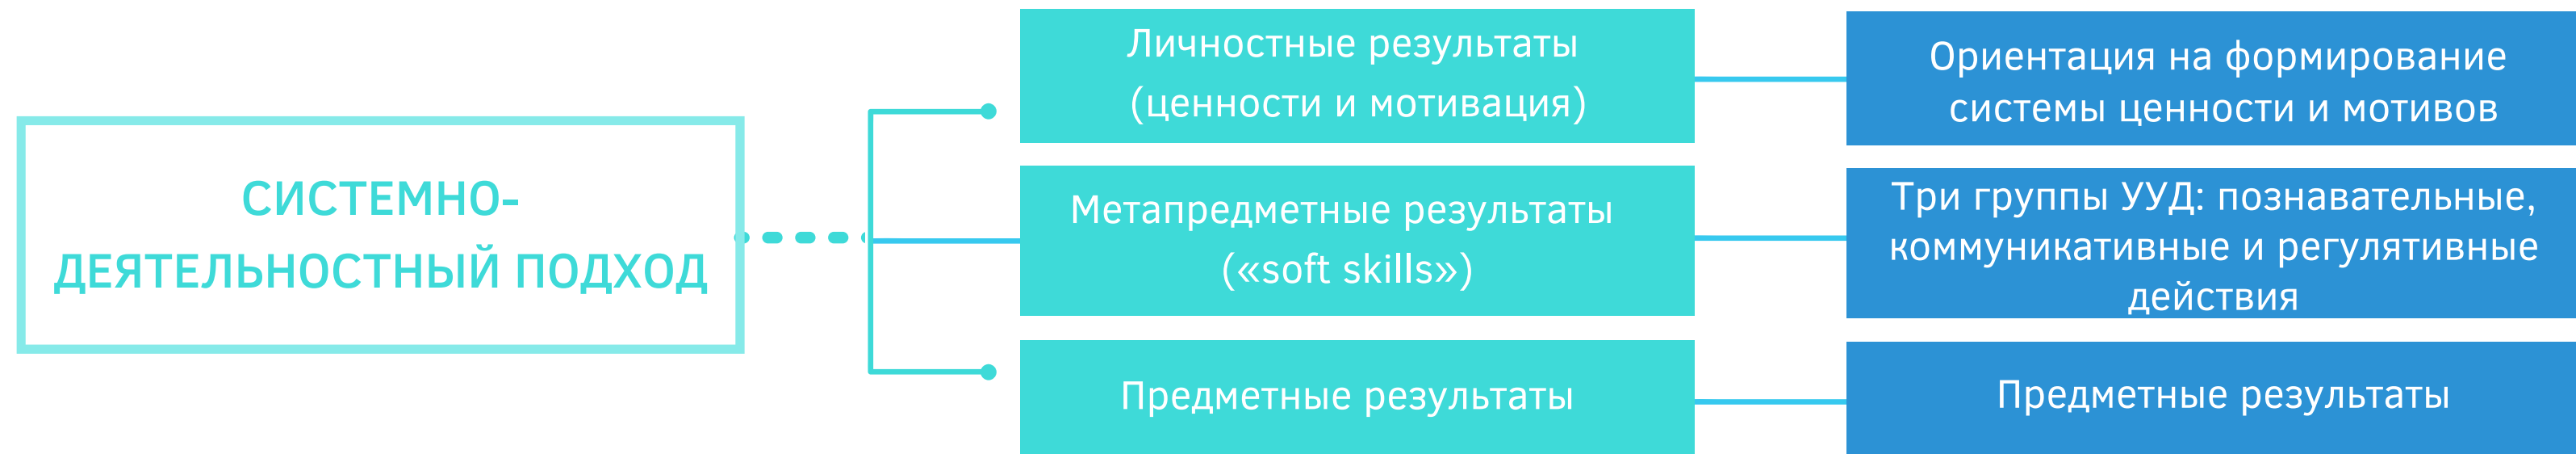 СИСТЕМНО-
ДЕЯТЕЛЬНОСТНЫЙ ПОДХОД
Личностные результаты
(ценности и мотивация)
Ориентация на формирование
системы ценности и мотивов
Метапредметные результаты
(«soft skills»)
Три группы УУД: познавательные,
коммуникативные и регулятивные
действия
Предметные результаты
Предметные результаты